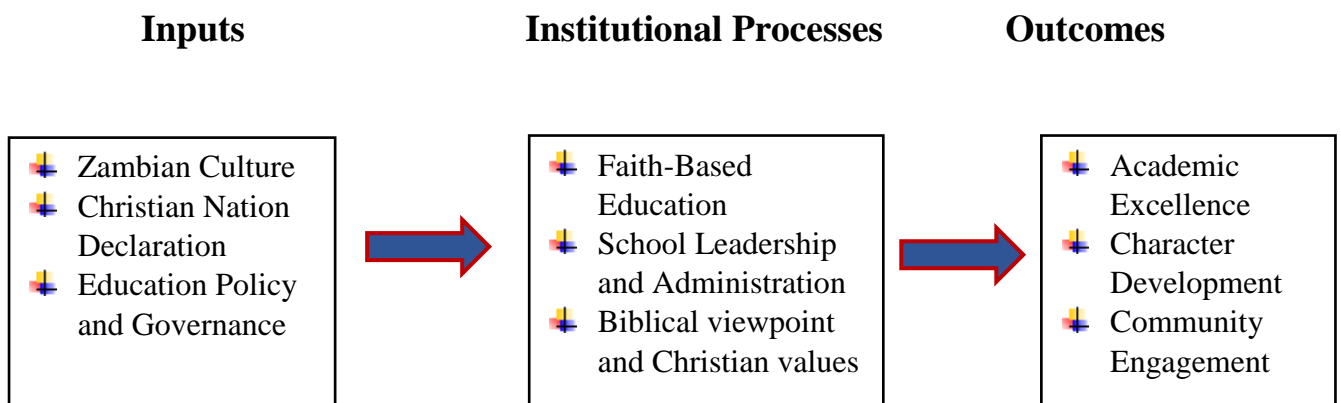 Inputs
Institutional Processes
Outcomes
Zambian Culture
Christian Nation
Declaration
Education Policy
and Governance
Faith-Based
Education
School Leadership
and Administration
Biblical viewpoint
and Christian values
Academic
Excellence
Character
Development
Community
Engagement